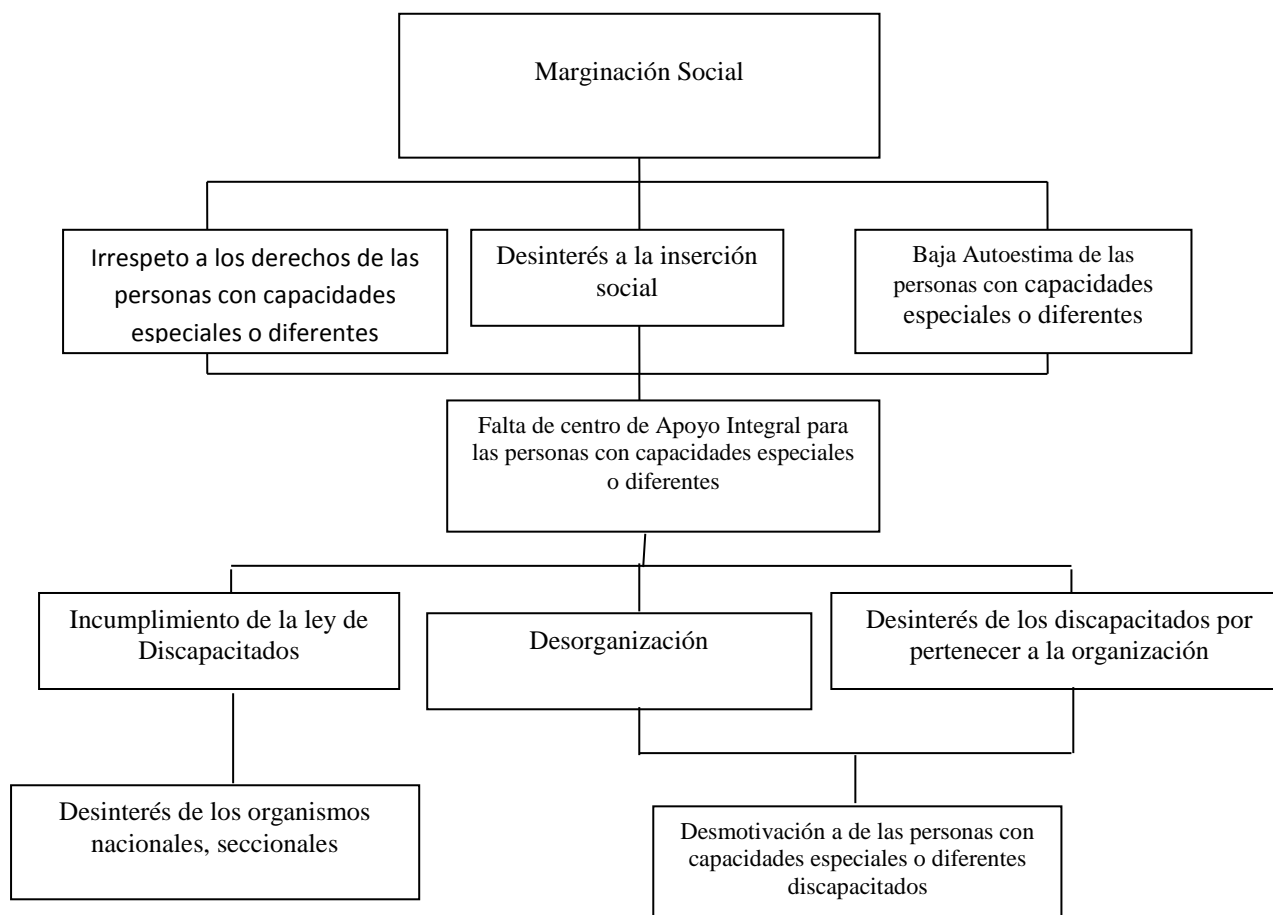 Marginación Social
Irrespeto a los derechos de las
personas con capacidades
especiales o diferentes
Desinterés a la inserción
social
Baja Autoestima de las
personas con capacidades
especiales o diferentes
Falta de centro de Apoyo Integral para
las personas con capacidades especiales
o diferentes
Incumplimiento de la ley de
Discapacitados
Desorganización
Desinterés de los discapacitados por
pertenecer a la organización
Desinterés de los organismos
nacionales, seccionales
Desmotivación a de las personas con
capacidades especiales o diferentes
discapacitados